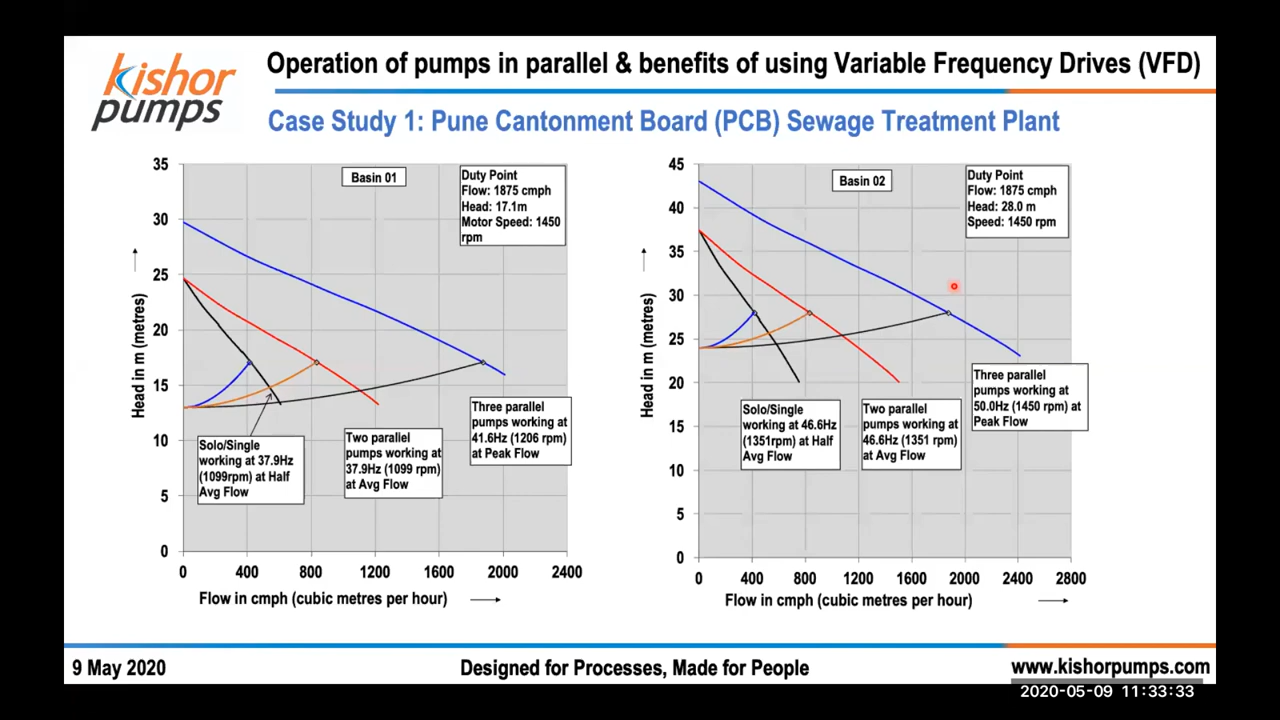 kishor
pumps
Operation of pumps in parallel & benefits of using Variable Frequency Drives (VFD)
Case Study 1: Pune Cantonment Board (PCB) Sewage Treatment Plant
35
30
25
20
15
10
5
0
Head in m (metres)
Basin 01
Duty Point
Flow: 1875 cmph
Head: 17.1m
Motor Speed: 1450
rpm
Solo/Single
working at 37.9Hz
(1099rpm) at Half
Avg Flow
Two parallel
pumps working at
37.9Hz (1099 rpm)
at Avg Flow
Three parallel
pumps working at
41.6Hz (1206 rpm)
at Peak Flow
0 400 800 1200 1600 2000 2400
Flow in cmph (cubic metres per hour)
45
40
35
30
25
20
15
10
5
0
Head in m (metres)
Basin 02
Duty Point
Flow: 1875 cmph
Head: 28.0 m
Speed: 1450 rpm
Solo/Single
working at 46.6Hz
(1351rpm) at Half
Avg Flow
Two parallel
pumps working at
46.6Hz (1351 rpm)
at Avg Flow
Three parallel
pumps working at
50.0Hz (1450 rpm) at
Peak Flow
0 400 800 1200 1600 2000 2400 2800
Flow in cmph (cubic metres per hour)
9 May 2020
Designed for Processes, Made for People
www.kishorpumps.com
2020-05-09 11:33:33